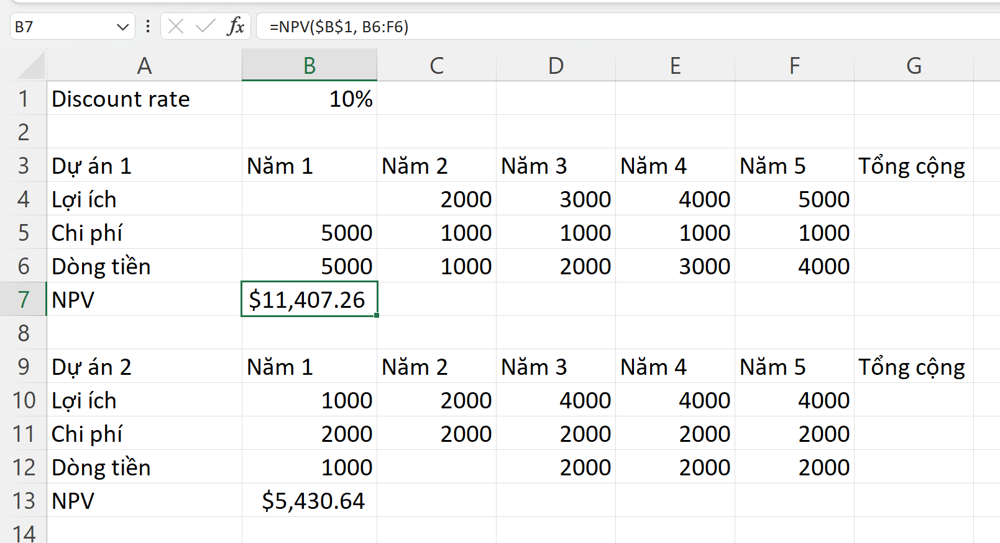 B7 fx =NPV($B$1, B6:F6)
A B C D E F G
1 Discount rate 10%
2
3 Dự án 1 Năm 1 Năm 2 Năm 3 Năm 4 Năm 5 Tổng cộng
4 Lợi ích 2000 3000 4000 5000
5 Chi phí 5000 1000 1000 1000 1000
6 Dòng tiền 5000 1000 2000 3000 4000
7 NPV $11,407.26
8
9 Dự án 2 Năm 1 Năm 2 Năm 3 Năm 4 Năm 5 Tổng cộng
10 Lợi ích 1000 2000 4000 4000 4000
11 Chi phí 2000 2000 2000 2000 2000
12 Dòng tiền 1000 2000 2000 2000
13 NPV $5,430.64
14